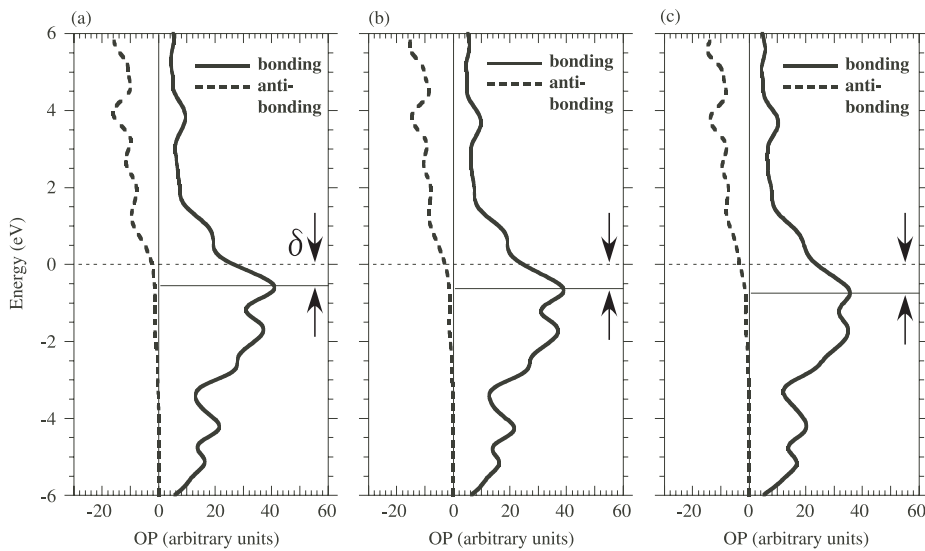 (a)
(b)
(c)
bonding
anti-
bonding
bonding
anti-
bonding
bonding
anti-
bonding
δ
Energy (eV)
6
4
2
0
-2
-4
-6
-20 0 20 40 60
-20 0 20 40 60
-20 0 20 40 60
OP (arbitrary units)
OP (arbitrary units)
OP (arbitrary units)